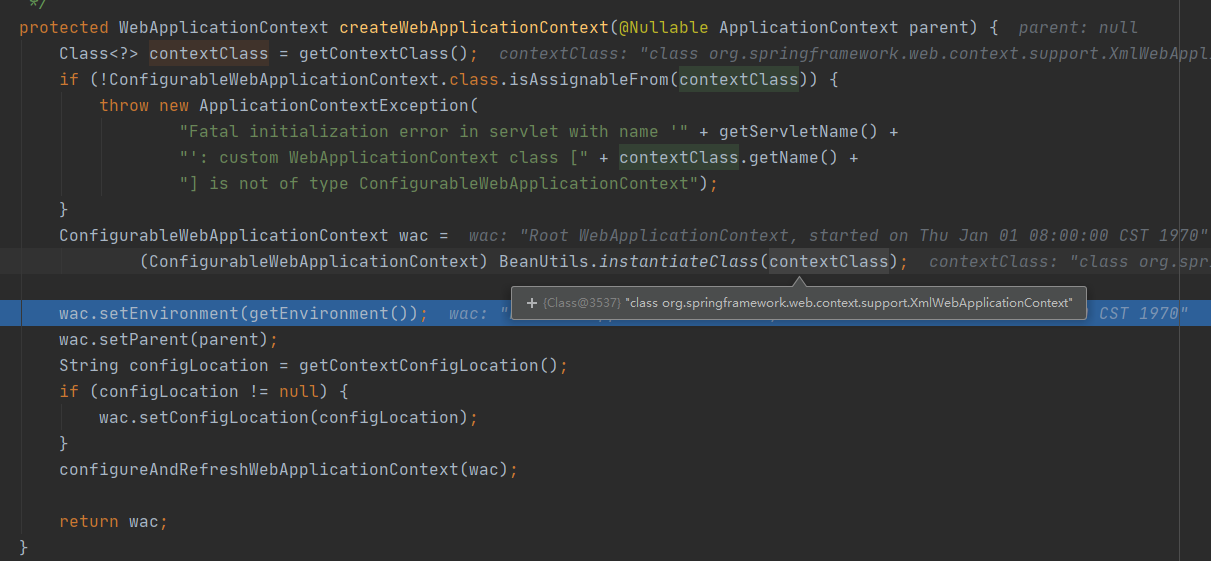 */
protected WebApplicationContext createWebApplicationContext(@Nullable ApplicationContext parent) { parent: null
Class<?> contextClass = getContextClass(); contextClass: "class org.springframework.web.context.support.XmlWebAppl
if (!ConfigurableWebApplicationContext.class.isAssignableFrom(contextClass)) {
throw new ApplicationContextException(
"Fatal initialization error in servlet with name '" + getServletName() +
"': custom WebApplicationContext class [" + contextClass.getName() +
"] is not of type ConfigurableWebApplicationContext");
}
ConfigurableWebApplicationContext wac = wac: "Root WebApplicationContext, started on Thu Jan 01 08:00:00 CST 1970"
(ConfigurableWebApplicationContext) BeanUtils.instantiateClass(contextClass); contextClass: "class org.spr
+ {Class@3537} "class org.springframework.web.context.support.XmlWebApplicationContext"
wac.setEnvironment(getEnvironment()); wac: " CST 1970"
wac.setParent(parent);
String configLocation = getContextConfigLocation();
if (configLocation != null) {
wac.setConfigLocation(configLocation);
}
configureAndRefreshWebApplicationContext(wac);
return wac;
}